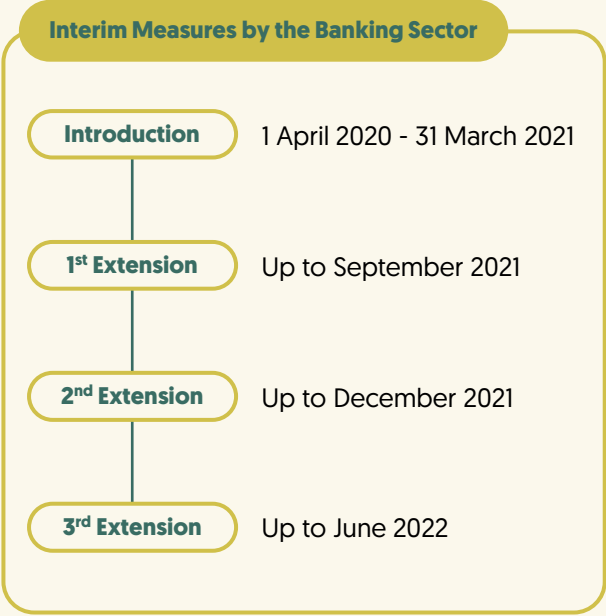 Interim Measures by the Banking Sector
Introduction 1 April 2020 - 31 March 2021
1st Extension Up to September 2021
2nd Extension Up to December 2021
3rd Extension Up to June 2022